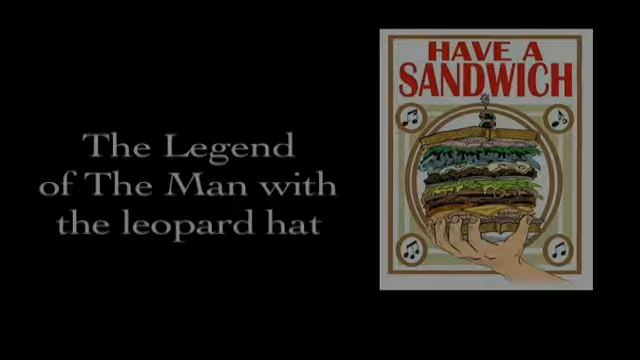 The Legend
of The Man with
the leopard hat
HAVE A
SANDWICH